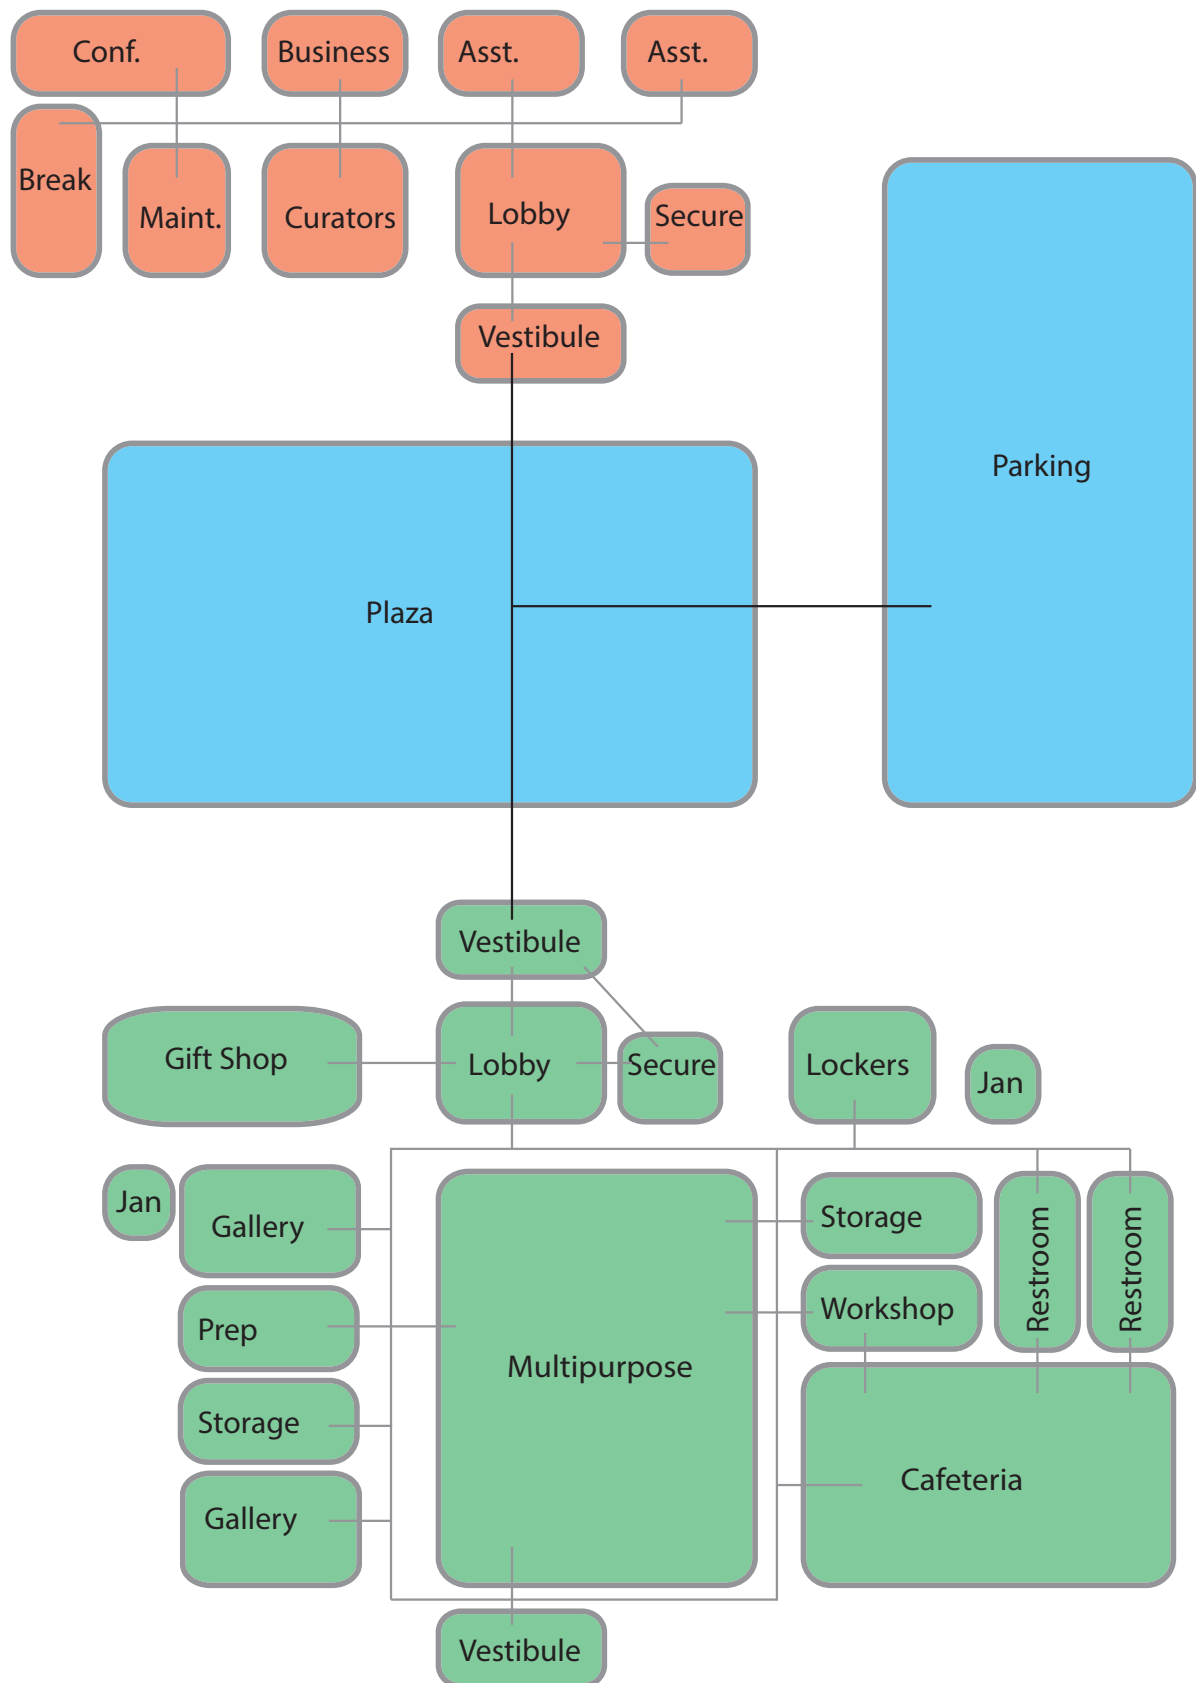 Conf.
Business
Asst.
Asst.
Break
Maint.
Curators
Lobby
Secure
Vestibule
Parking
Plaza
Vestibule
Gift Shop
Lobby
Secure
Lockers
Jan
Jan
Gallery
Storage
Restroom
Restroom
Prep
Workshop
Multipurpose
Storage
Cafeteria
Gallery
Vestibule